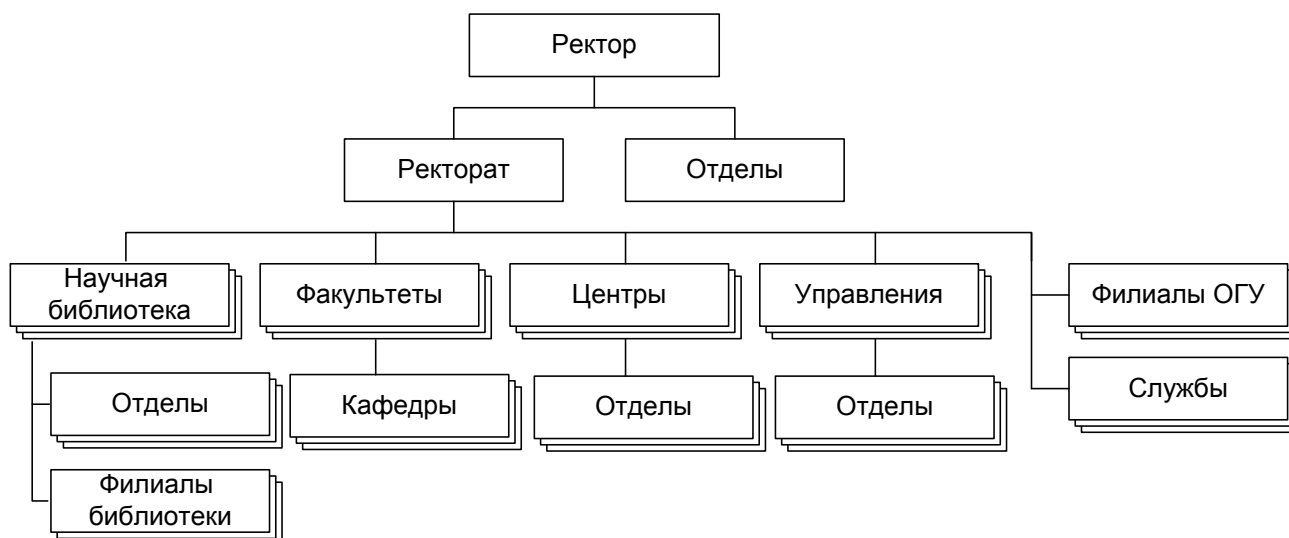 Ректор
Ректорат
Отделы
Научная
библиотека
Факультеты
Центры
Управления
Филиалы ОГУ
Отделы
Кафедры
Отделы
Отделы
Службы
Филиалы
библиотеки